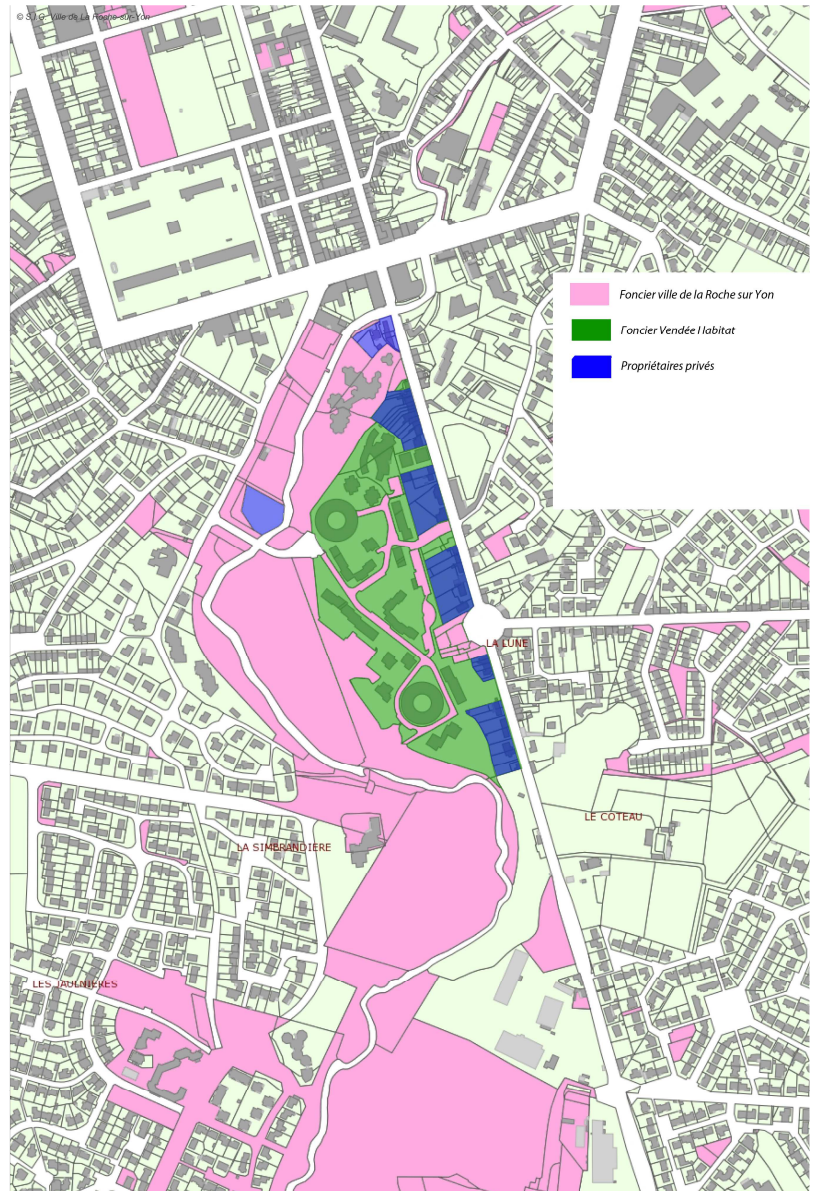 © S.I.G. Ville de La Roche-sur-Yon
Foncier ville de la Roche sur Yon
Foncier Vendée Habitat
Propriétaires privés
LA LUNE
LE COTEAU
LA SIMBRANDIERE
LES JAULNIERES